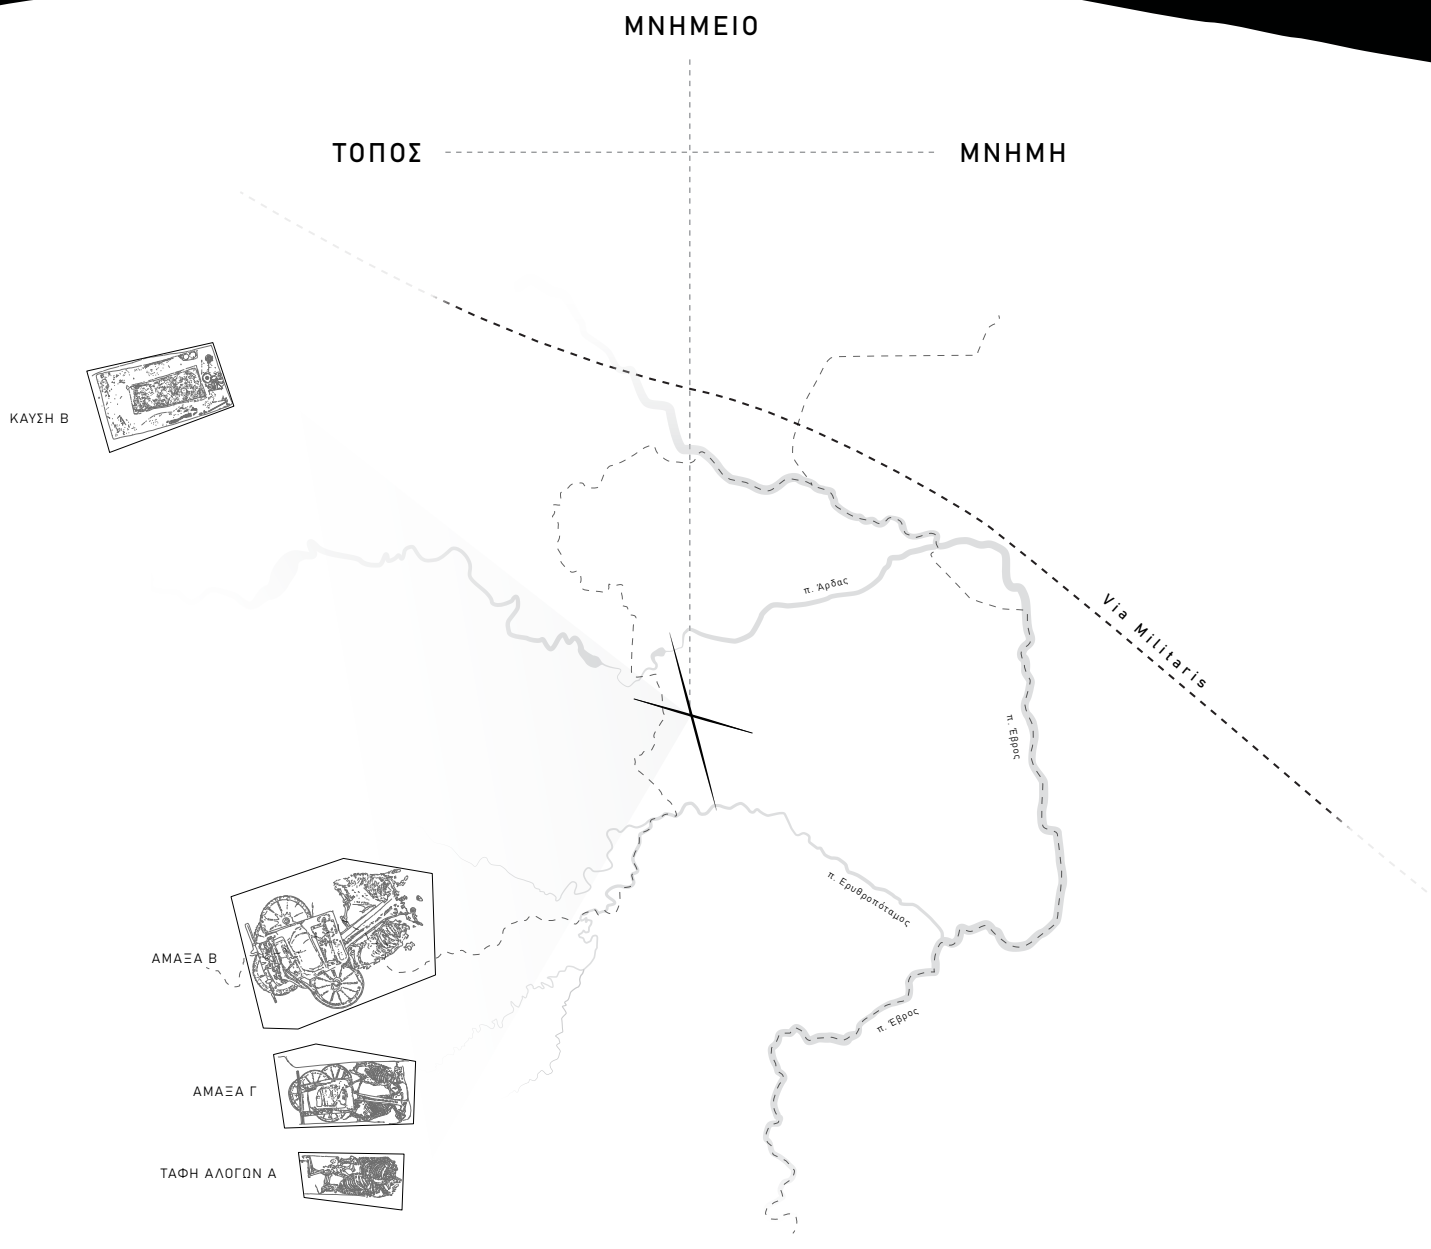 ΜΝΗΜΕΙΟ
ΤΟΠΟΣ
ΜΝΗΜΗ
ΚΑΥΣΗ Β
π. Άρδας
Via Militaris
π. Έβρος
π. Ερυθροπόταμος
ΑΜΑΞΑ Β
π. Έβρος
ΑΜΑΞΑ Γ
ΤΑΦΗ ΑΛΟΓΩΝ Α